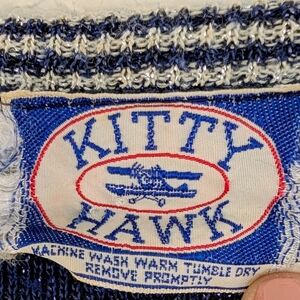 KITTY
HAWK
MACHINE WASH WARM TUMBLE DRY
REMOVE PROMPTLY